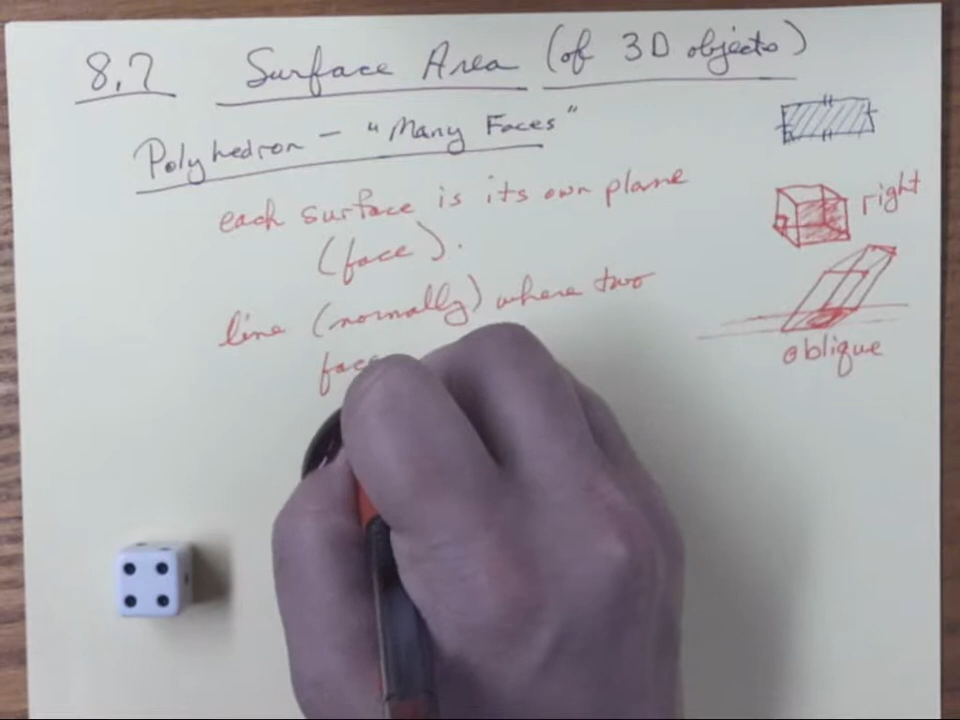 8.7 Surface Area (of 3D objects)
Polyhedron - "Many Faces"
each surface is its own plane
(face).
right
line (normally) where two
oblique